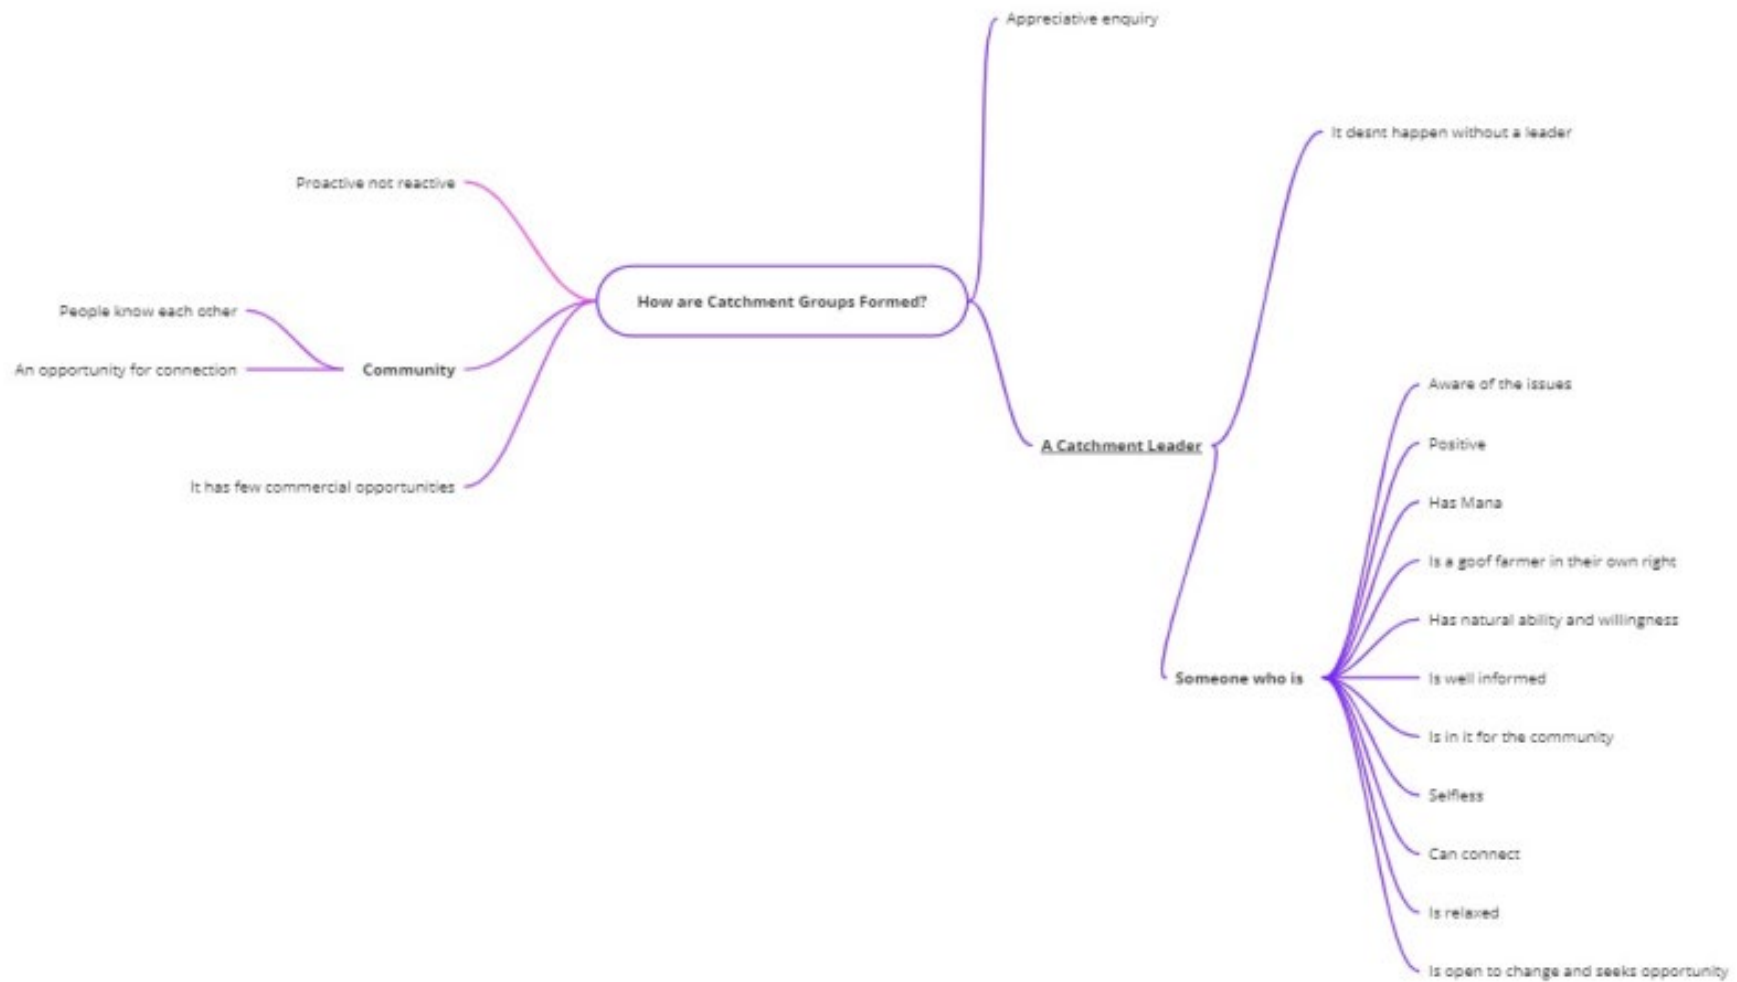 Appreciative enquiry
It desnt happen without a leader
Proactive not reactive
How are Catchment Groups Formed?
People know each other
An opportunity for connection
Community
It has few commercial opportunities
A Catchment Leader
Someone who is
Aware of the issues
Positive
Has Mana
Is a goof farmer in their own right
Has natural ability and willingness
Is well informed
Is in it for the community
Selfless
Can connect
Is relaxed
Is open to change and seeks opportunity